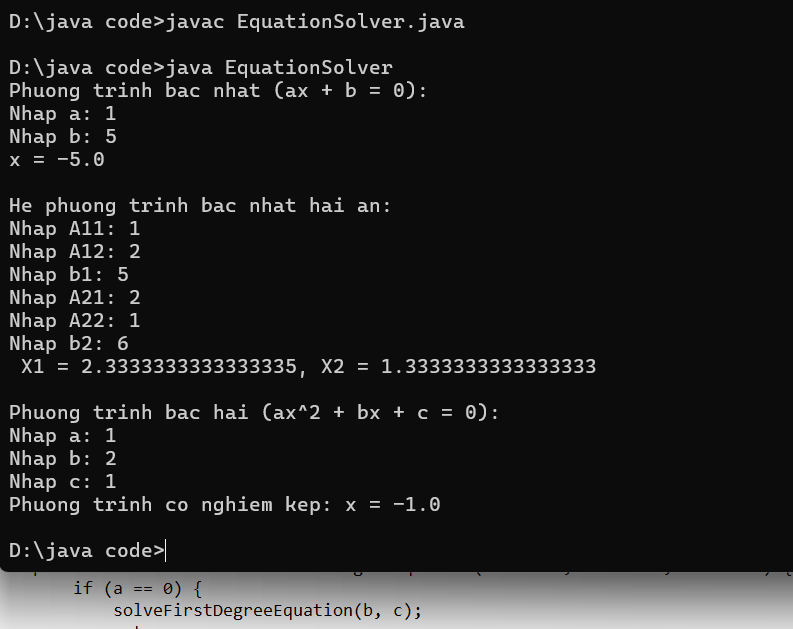 D:\java code>javac EquationSolver.java
D:\java code>java EquationSolver
Phuong trinh bac nhat (ax + b = 0):
Nhap a: 1
Nhap b: 5
x = -5.0
He phuong trinh bac nhat hai an:
Nhap A11: 1
Nhap A12: 2
Nhap b1: 5
Nhap A21: 2
Nhap A22: 1
Nhap b2: 6
X1 = 2.3333333333333335, X2 = 1.3333333333333333
Phuong trinh bac hai (ax^2 + bx + c = 0):
Nhap a: 1
Nhap b: 2
Nhap c: 1
Phuong trinh co nghiem kep: x = -1.0
D:\java code>
if (a == 0) {
solveFirstDegreeEquation(b, c);